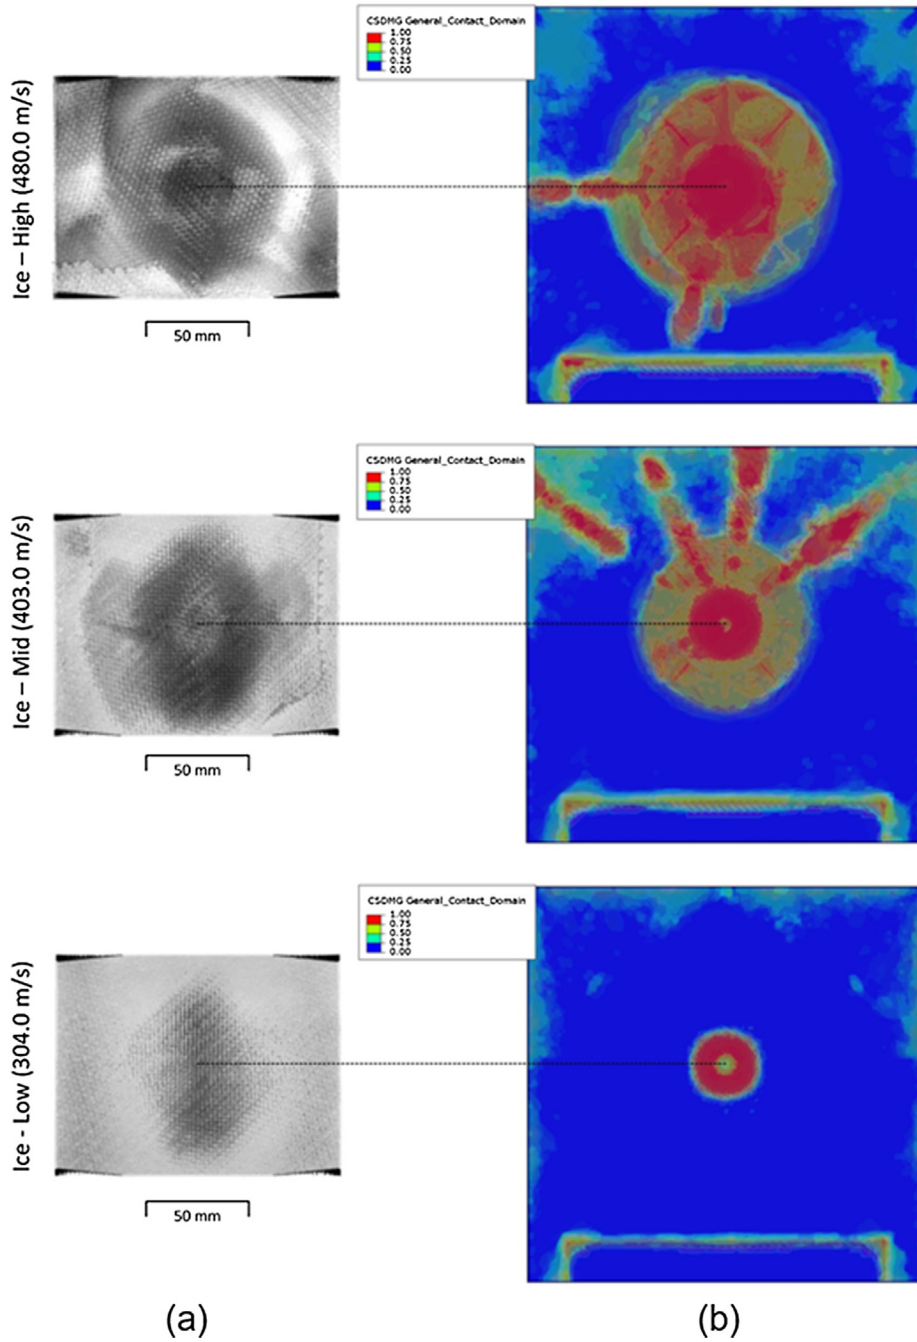 Ice – High (480.0 m/s)
50 mm
CSDMG General_Contact_Domain
1.00
0.75
0.50
0.25
0.00
Ice – Mid (403.0 m/s)
50 mm
CSDMG General_Contact_Domain
1.00
0.75
0.50
0.25
0.00
Ice - Low (304.0 m/s)
50 mm
CSDMG General_Contact_Domain
1.00
0.75
0.50
0.25
0.00
(a)
(b)